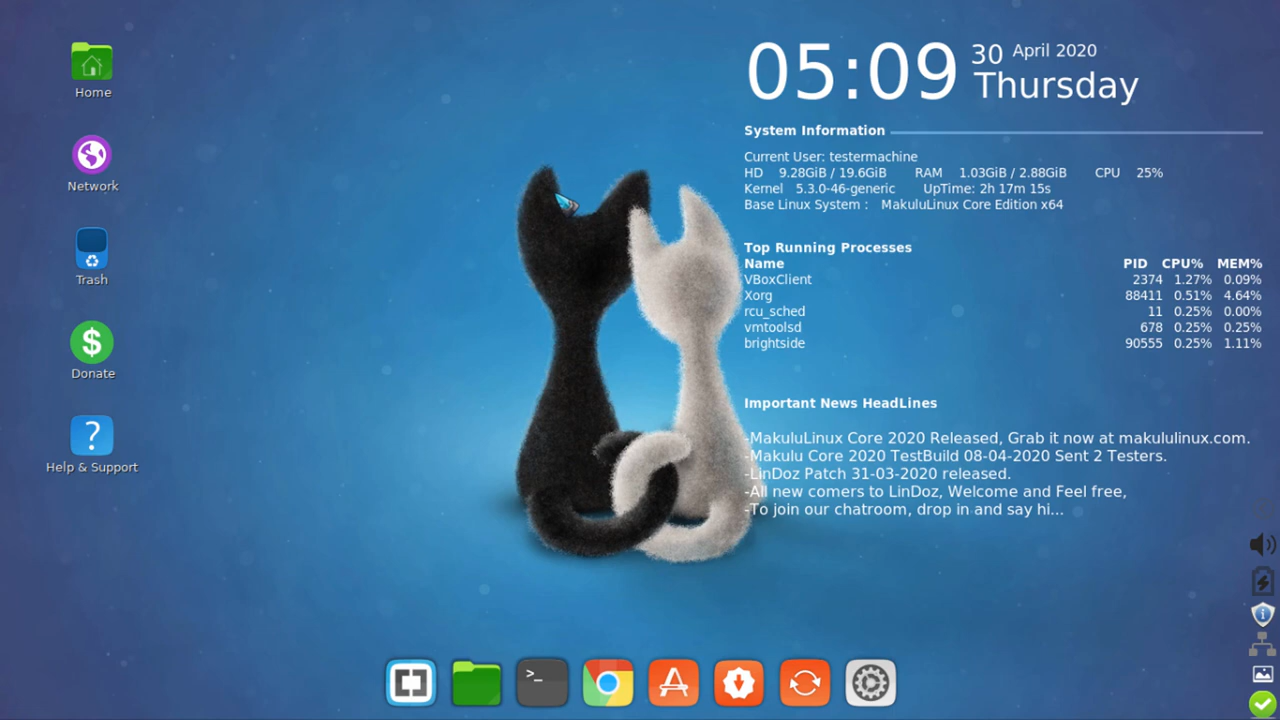 Home
Network
Trash
Donate
Help & Support
05:09 30 April 2020
Thursday
System Information
Current User: testermachine
HD 9.28GiB / 19.6GiB RAM 1.03GiB / 2.88GiB CPU 25%
Kernel 5.3.0-46-generic UpTime: 2h 17m 15s
Base Linux System : MakuluLinux Core Edition x64
Top Running Processes
Name PID CPU% MEM%
VBoxClient 2374 1.27% 0.09%
Xorg 88411 0.51% 4.64%
rcu_sched 11 0.25% 0.00%
vmtoolsd 678 0.25% 0.25%
brightside 90555 0.25% 1.11%
Important News HeadLines
-MakuluLinux Core 2020 Released, Grab it now at makululinux.com.
-Makulu Core 2020 TestBuild 08-04-2020 Sent 2 Testers.
-LinDoz Patch 31-03-2020 released.
-All new comers to LinDoz, Welcome and Feel free,
-To join our chatroom, drop in and say hi...